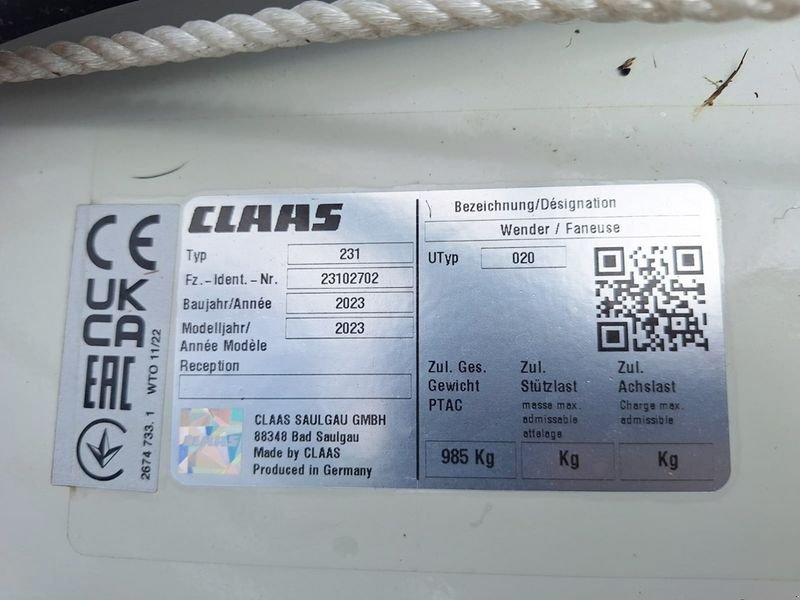 CE
UK
CA
EAC
WTO 11/22
2674 733. 1
CLAAS
Typ 231
Fz.-Ident.-Nr. 23102702
Baujahr/Année 2023
Modelljahr/ 2023
Année Modèle
Reception
CLAAS
CLAAS SAULGAU GMBH
88348 Bad Saulgau
Made by CLAAS
Produced in Germany
Bezeichnung/Désignation
Wender / Faneuse
UTyp 020
Zul. Ges. Zul. Zul.
Gewicht Stützlast Achslast
PTAC masse max. Charge max.
admissable admissible
attelage
985 Kg Kg Kg